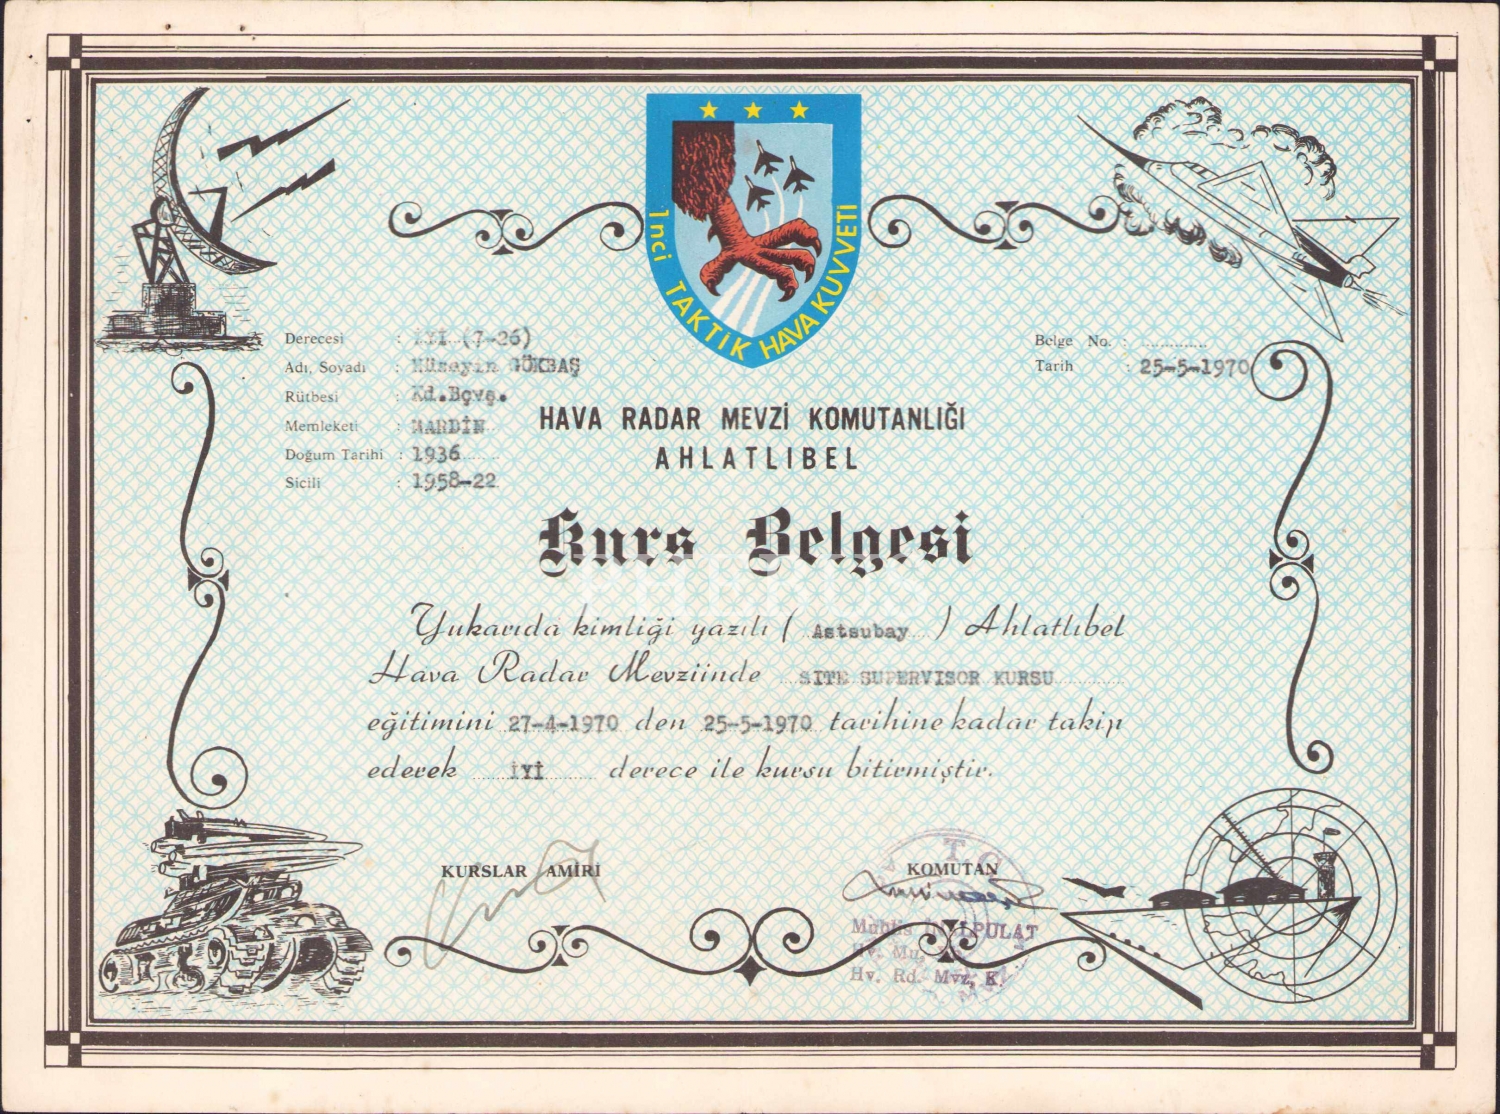 1nci TAKTİK HAVA KUVVETİ
Derecesi : İYİ (7-26)
Adı, Soyadı : Hüseyin GÖKBAŞ
Rütbesi : Kd.Bçvş.
Memleketi : MARDİN
Doğum Tarihi : 1936
Sicili : 1958-22
Belge No. :
Tarih : 25-5-1970
HAVA RADAR MEVZİ KOMUTANLIĞI
AHLATLIBEL
Kurs Belgesi
Yukarıda kimliği yazılı ( Astsubay ) Ahlatlıbel
Hava Radar Mevziinde SITE SUPERVISOR KURSU
eğitimini 27-4-1970 den 25-5-1970 tarihine kadar takip
ederek İYİ derece ile kursu bitirmiştir.
KURSLAR AMİRİ
T. C.
KOMUTAN
Muhlis
Hv. Mu.
Hv. Rd. Mvz. K.